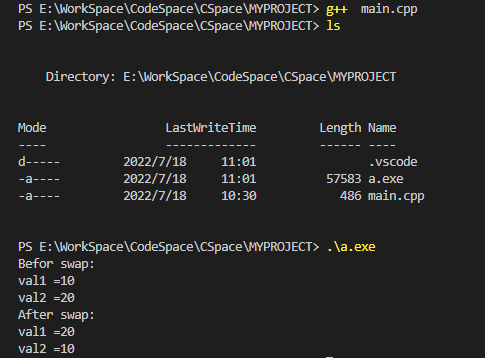 PS E:\WorkSpace\CodeSpace\CSpace\MYPROJECT> g++  main.cpp
PS E:\WorkSpace\CodeSpace\CSpace\MYPROJECT> ls
    Directory: E:\WorkSpace\CodeSpace\CSpace\MYPROJECT
Mode                 LastWriteTime         Length Name
----                 -------------         ------ ----
d-----         2022/7/18     11:01                .vscode
-a----         2022/7/18     11:01          57583 a.exe
-a----         2022/7/18     10:30            486 main.cpp
PS E:\WorkSpace\CodeSpace\CSpace\MYPROJECT> .\a.exe
Befor swap:
val1 =10
val2 =20
After swap:
val1 =20
val2 =10